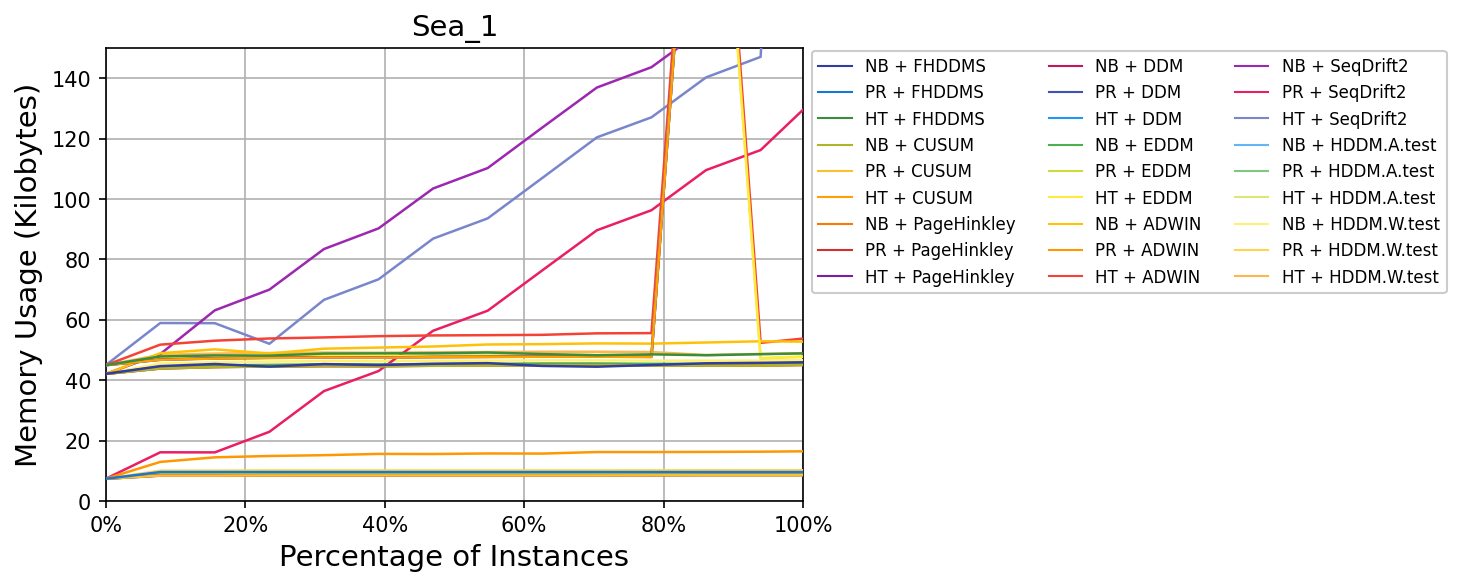 Sea_1
Memory Usage (Kilobytes)
140
120
100
80
60
40
20
0
0% 20% 40% 60% 80% 100%
Percentage of Instances
NB + FHDDMS
PR + FHDDMS
HT + FHDDMS
NB + CUSUM
PR + CUSUM
HT + CUSUM
NB + PageHinkley
PR + PageHinkley
HT + PageHinkley
NB + DDM
PR + DDM
HT + DDM
NB + EDDM
PR + EDDM
HT + EDDM
NB + ADWIN
PR + ADWIN
HT + ADWIN
NB + SeqDrift2
PR + SeqDrift2
HT + SeqDrift2
NB + HDDM.A.test
PR + HDDM.A.test
HT + HDDM.A.test
NB + HDDM.W.test
PR + HDDM.W.test
HT + HDDM.W.test